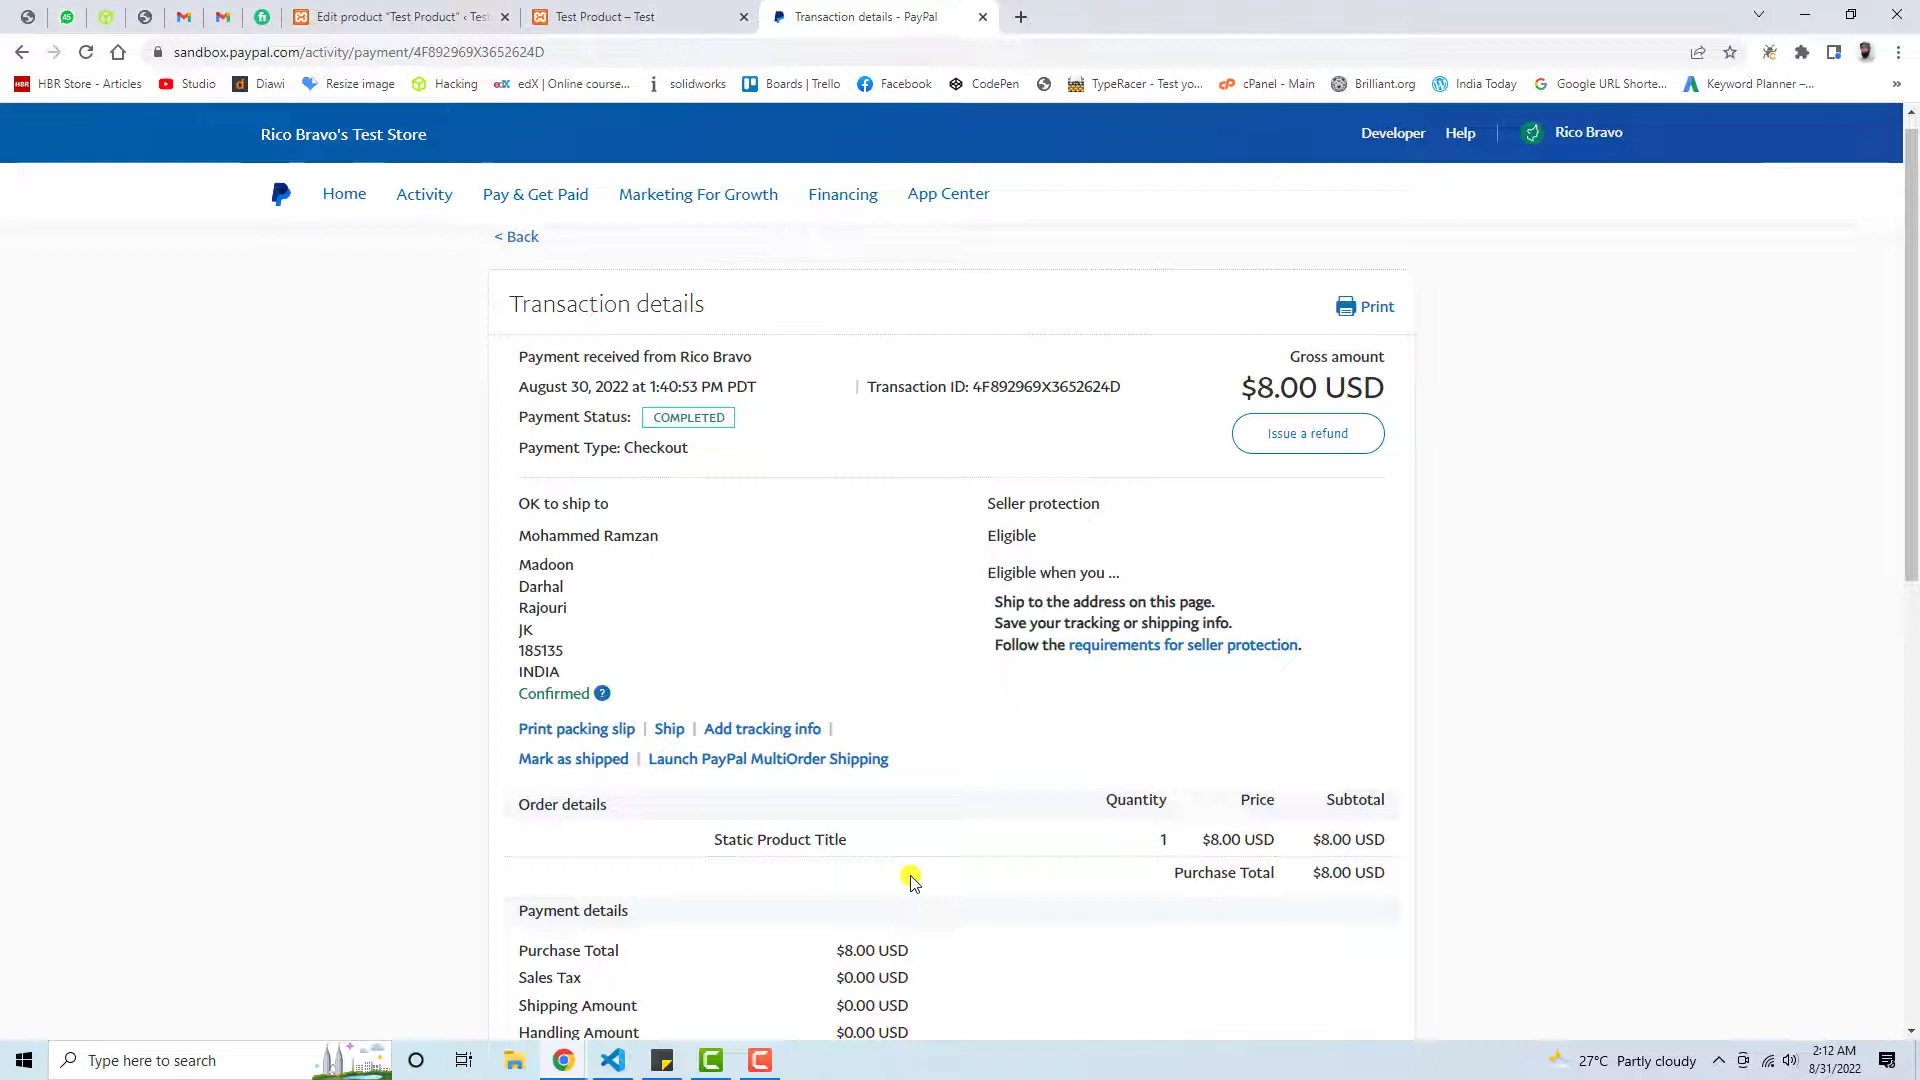 Edit product “Test Product” ‹ Tes
Test Product – Test
Transaction details - PayPal
sandbox.paypal.com/activity/payment/4F892969X3652624D
HBR Store - Articles
Studio
Diawi
Resize image
Hacking
edX | Online course...
solidworks
Boards | Trello
Facebook
CodePen
TypeRacer - Test yo...
cPanel - Main
Brilliant.org
India Today
Google URL Shorte...
Keyword Planner –...
Rico Bravo's Test Store
Developer
Help
Rico Bravo
Home
Activity
Pay & Get Paid
Marketing For Growth
Financing
App Center
< Back
Transaction details
Print
Payment received from Rico Bravo
Gross amount
August 30, 2022 at 1:40:53 PM PDT
| Transaction ID: 4F892969X3652624D
$8.00 USD
Payment Status: COMPLETED
Issue a refund
Payment Type: Checkout
OK to ship to
Mohammed Ramzan
Madoon
Darhal
Rajouri
JK
185135
INDIA
Confirmed ?
Seller protection
Eligible
Eligible when you ...
Ship to the address on this page.
Save your tracking or shipping info.
Follow the requirements for seller protection.
Print packing slip | Ship | Add tracking info |
Mark as shipped | Launch PayPal MultiOrder Shipping
Order details Quantity Price Subtotal
Static Product Title 1 $8.00 USD $8.00 USD
Purchase Total $8.00 USD
Payment details
Purchase Total $8.00 USD
Sales Tax $0.00 USD
Shipping Amount $0.00 USD
Handling Amount $0.00 USD
Type here to search
27°C Partly cloudy
2:12 AM
8/31/2022